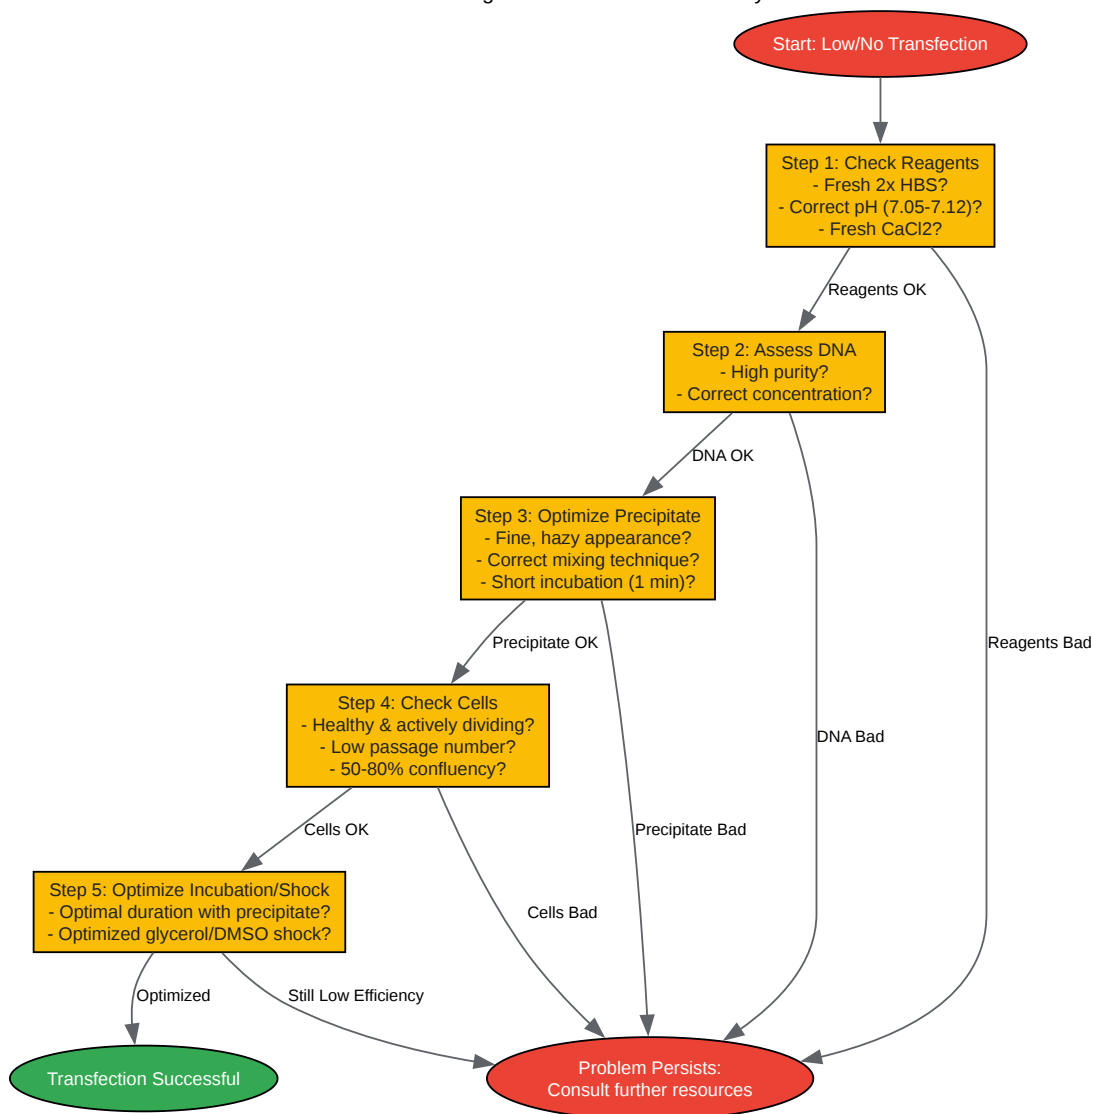 Start: Low/No Transfection
Step 1: Check Reagents
- Fresh 2x HBS?
- Correct pH (7.05-7.12)?
- Fresh CaCl2?
Reagents OK
Step 2: Assess DNA
- High purity?
- Correct concentration?
DNA OK
Step 3: Optimize Precipitate
- Fine, hazy appearance?
- Correct mixing technique?
- Short incubation (1 min)?
Precipitate OK
Reagents Bad
Step 4: Check Cells
- Healthy & actively dividing?
- Low passage number?
- 50-80% confluency?
DNA Bad
Cells OK
Precipitate Bad
Step 5: Optimize Incubation/Shock
- Optimal duration with precipitate?
- Optimized glycerol/DMSO shock?
Cells Bad
Optimized
Still Low Efficiency
Transfection Successful
Problem Persists:
Consult further resources